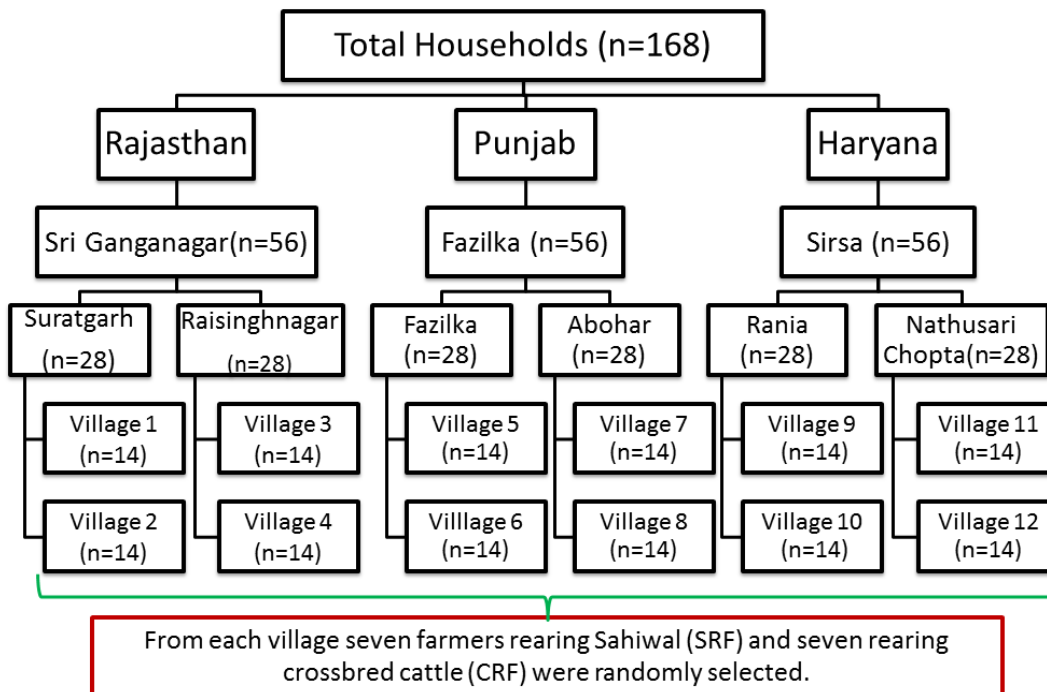 Total Households (n=168)
Rajasthan
Punjab
Haryana
Sri Ganganagar(n=56)
Fazilka (n=56)
Sirsa (n=56)
Suratgarh
(n=28)
Raisinghnagar
(n=28)
Fazilka
(n=28)
Abohar
(n=28)
Rania
(n=28)
Nathusari
Chopta(n=28)
Village 1
(n=14)
Village 3
(n=14)
Village 5
(n=14)
Village 7
(n=14)
Village 9
(n=14)
Village 11
(n=14)
Village 2
(n=14)
Village 4
(n=14)
Villlage 6
(n=14)
Village 8
(n=14)
Village 10
(n=14)
Village 12
(n=14)
From each village seven farmers rearing Sahiwal (SRF) and seven rearing
crossbred cattle (CRF) were randomly selected.